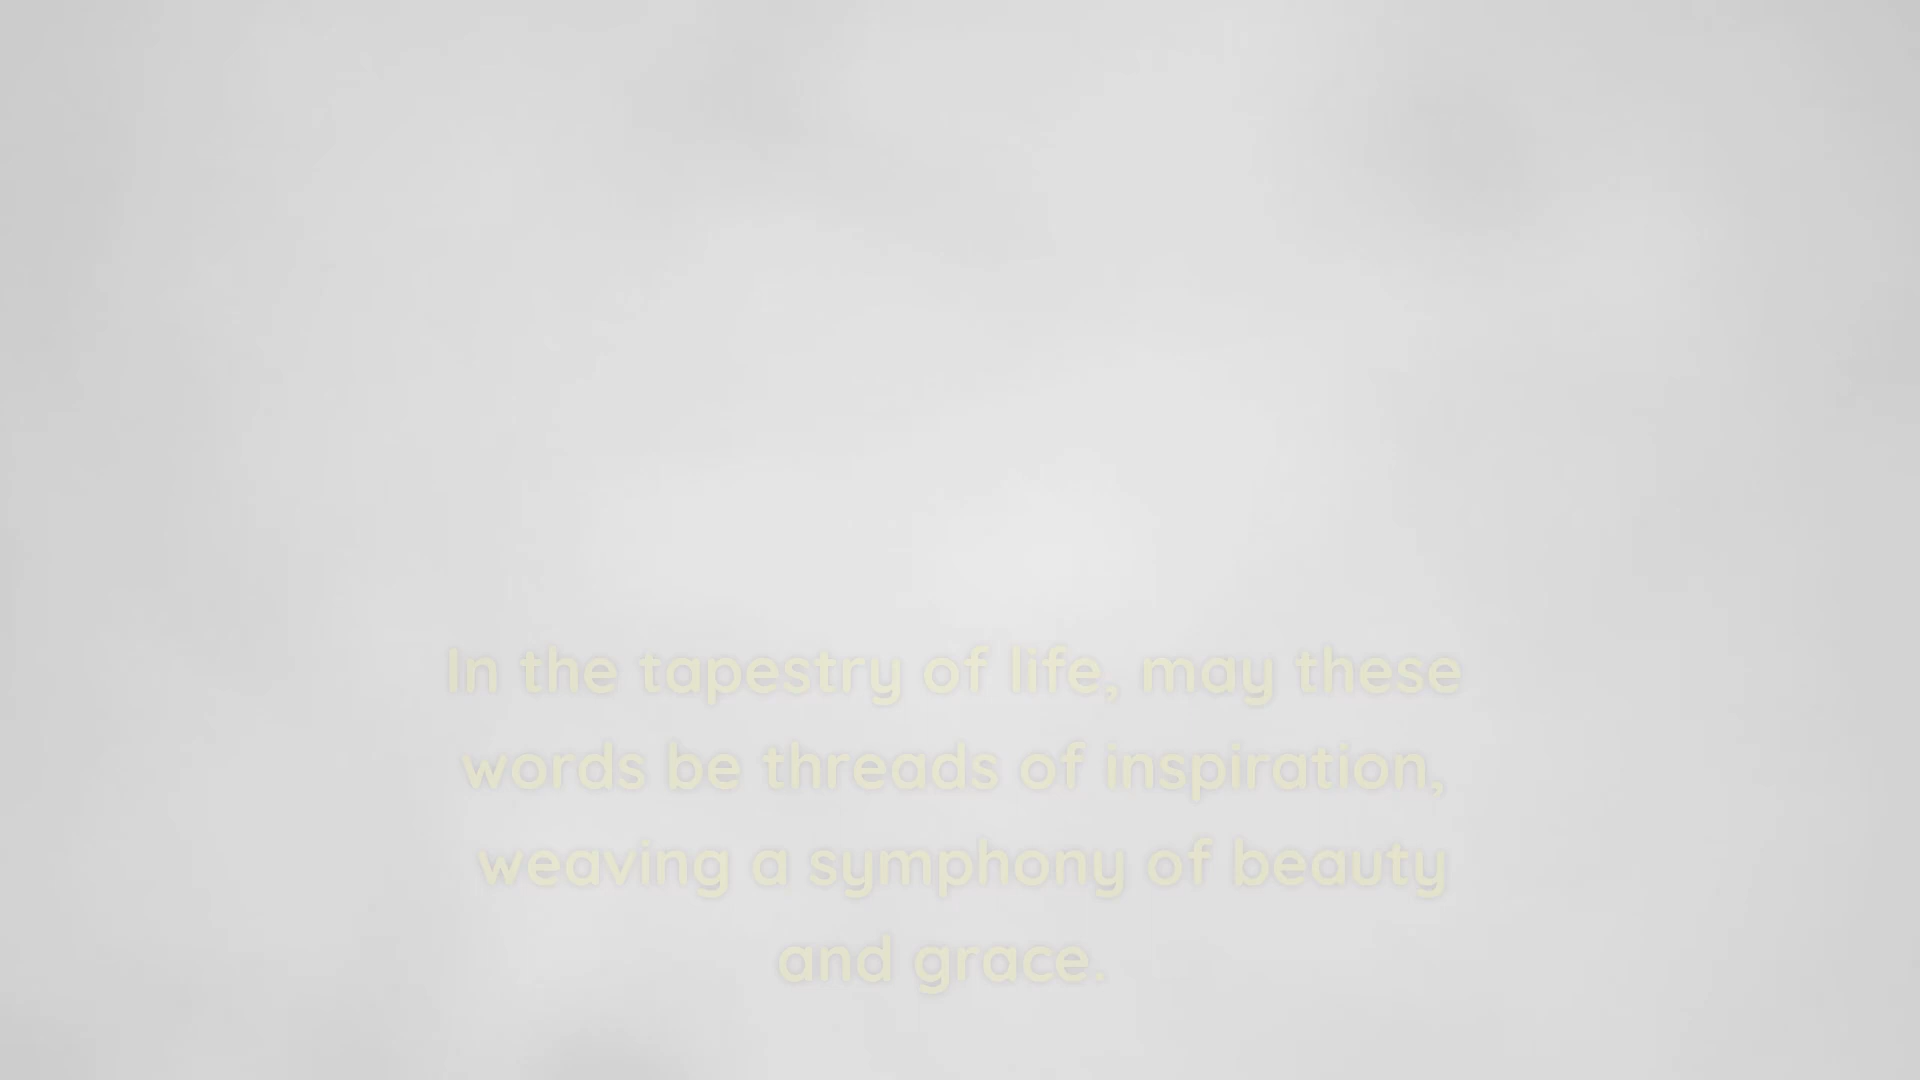 In the tapestry of life, may these
words be threads of inspiration,
weaving a symphony of beauty
and grace.